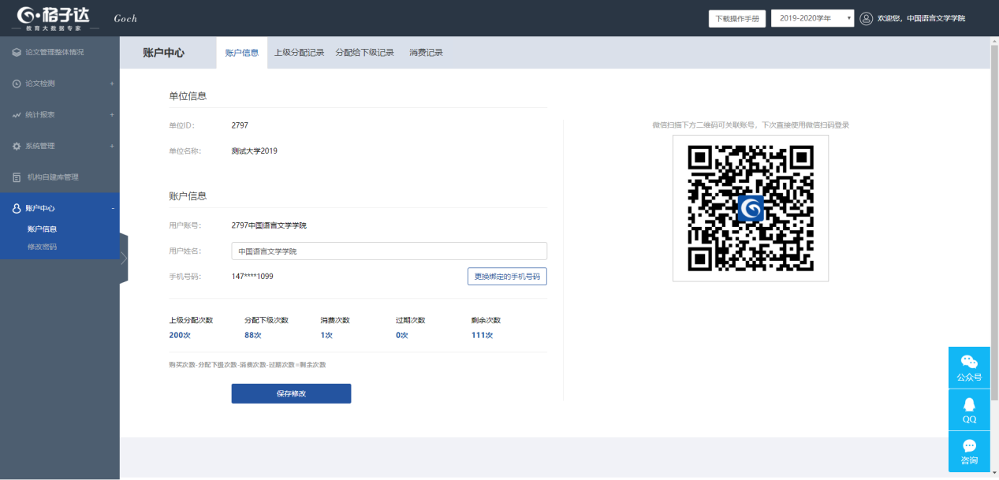 格子达
教育大数据专家
Goch
下载操作手册
2019-2020学年
欢迎您，中国语言文学学院
论文管理整体情况
论文检测
+
统计报表
+
系统管理
+
机构自建库管理
账户中心
-
账户信息
修改密码
账户中心
账户信息
上级分配记录
分配给下级记录
消费记录
单位信息
单位ID：
2797
单位名称：
测试大学2019
账户信息
用户账号：
2797中国语言文学学院
用户姓名：
中国语言文学学院
手机号码：
147****1099
更换绑定的手机号码
上级分配次数 分配下级次数 消费次数 过期次数 剩余次数
200次 88次 1次 0次 111次
购买次数-分配下级次数-消费次数-过期次数=剩余次数
保存修改
微信扫描下方二维码可关联账号，下次直接使用微信扫码登录
公众号
QQ
咨询